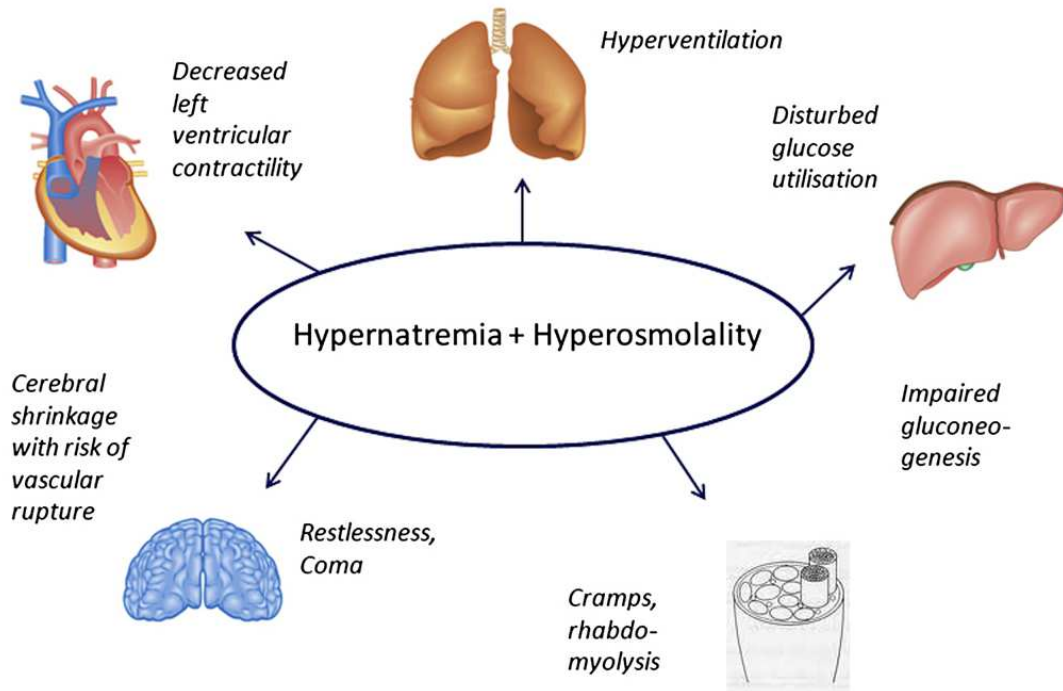 Hyperventilation
Decreased
left
ventricular
contractility
Disturbed
glucose
utilisation
Hypernatremia + Hyperosmolality
Cerebral
shrinkage
with risk of
vascular
rupture
Impaired
gluconeo-
genesis
Restlessness,
Coma
Cramps,
rhabdo-
myolysis